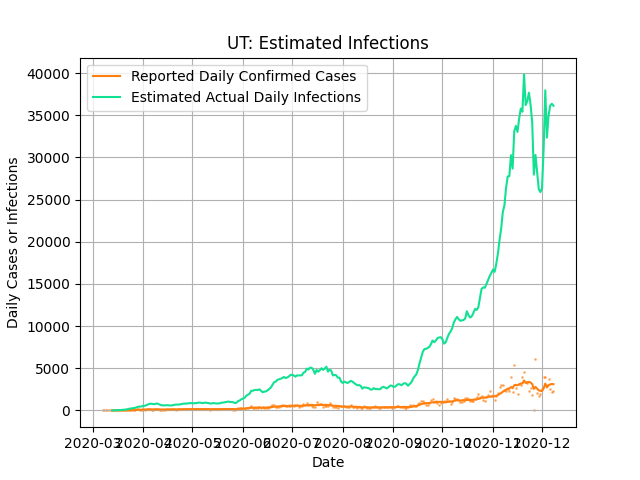 UT: Estimated Infections
Reported Daily Confirmed Cases
Estimated Actual Daily Infections
40000
35000
30000
25000
20000
15000
10000
5000
0
Daily Cases or Infections
2020-03 2020-04 2020-05 2020-06 2020-07 2020-08 2020-09 2020-10 2020-11 2020-12
Date